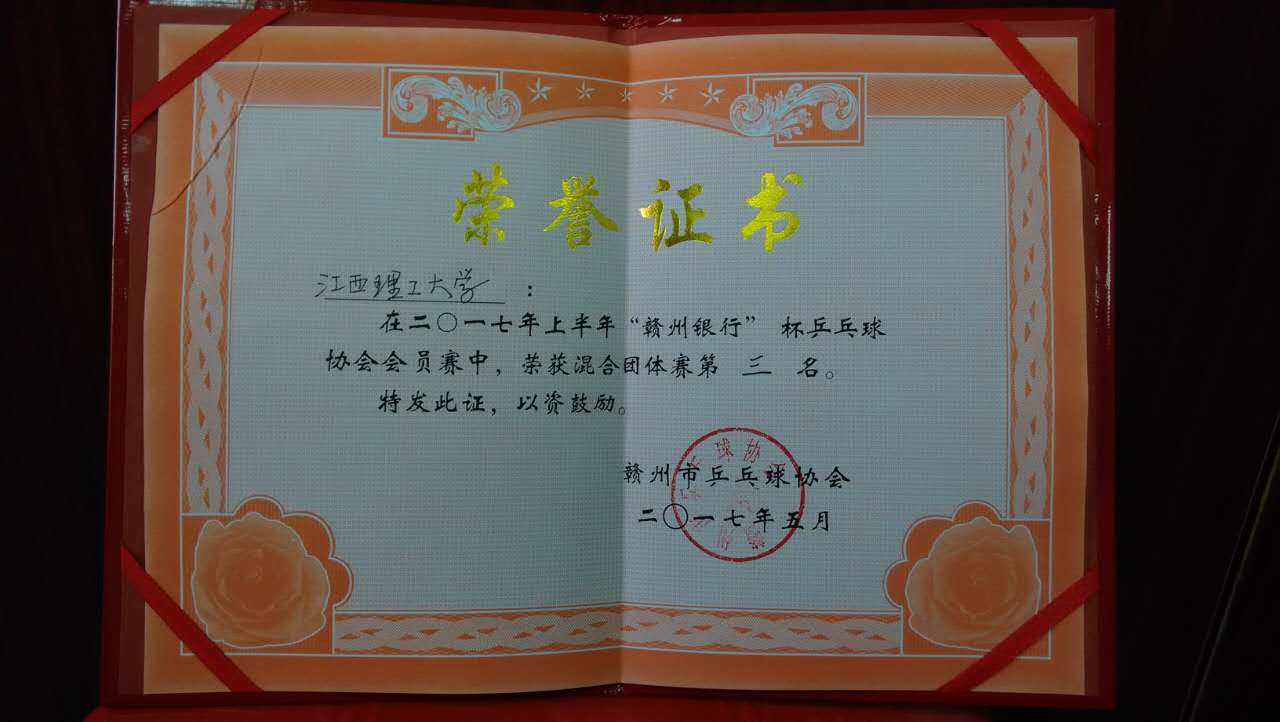 荣誉证书
江西理工大学：
在二〇一七年上半年“赣州银行”杯乒乓球
协会会员赛中，荣获混合团体赛第 三 名。
特发此证，以资鼓励。
赣州市乒乓球协会
二〇一七年五月